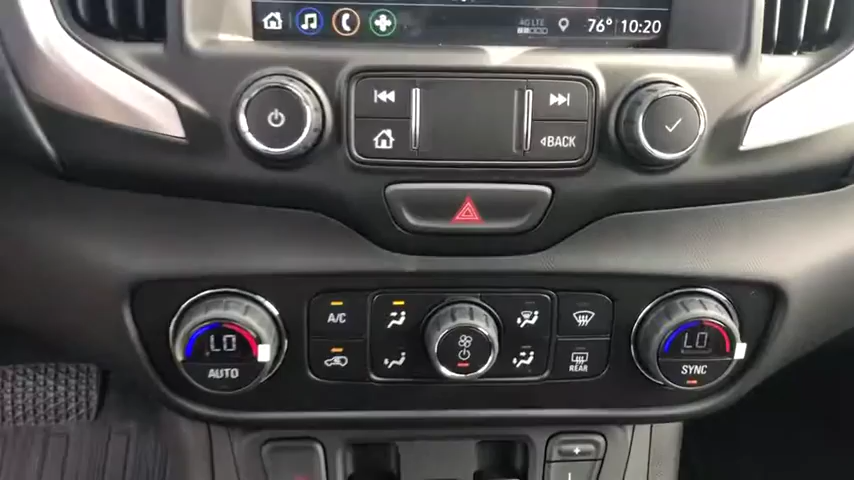 4G LTE 76° 10:20
BACK
LO
AUTO
A/C
REAR
LO
SYNC